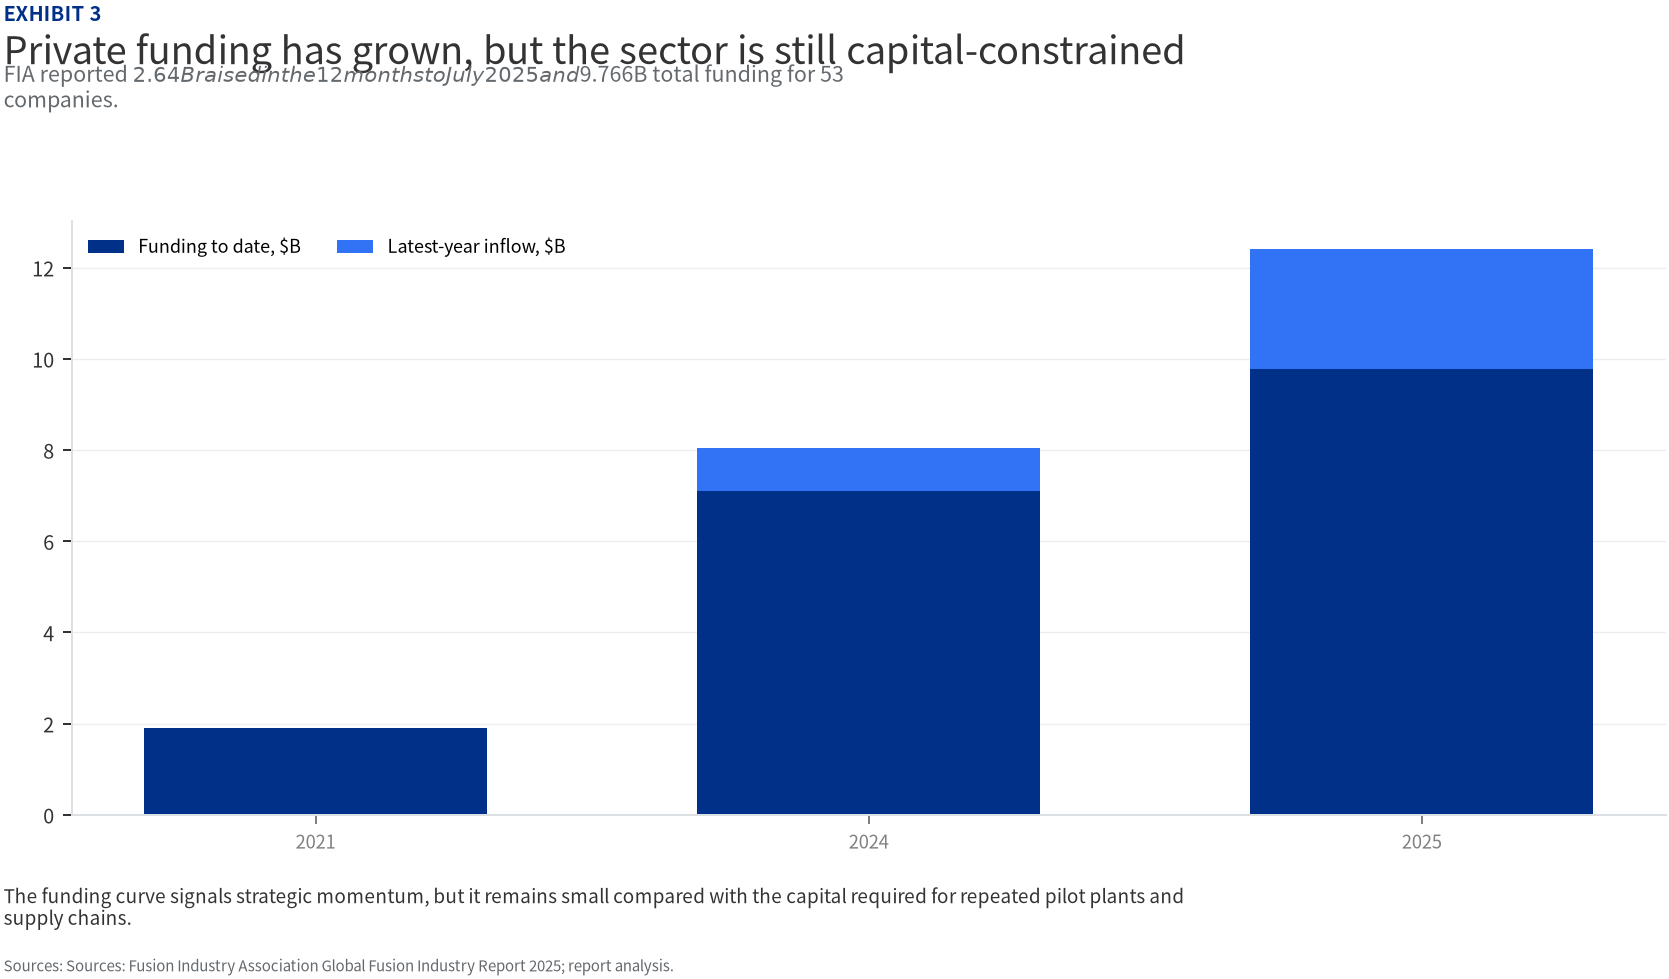 EXHIBIT 3
Private funding has grown, but the sector is still capital-constrained
FIA reported 2.64Braisedinthe12monthstoJuly2025and9.766B total funding for 53
companies.
Funding to date, $B
Latest-year inflow, $B
12
10
8
6
4
2
0
2021
2024
2025
The funding curve signals strategic momentum, but it remains small compared with the capital required for repeated pilot plants and
supply chains.
Sources: Sources: Fusion Industry Association Global Fusion Industry Report 2025; report analysis.